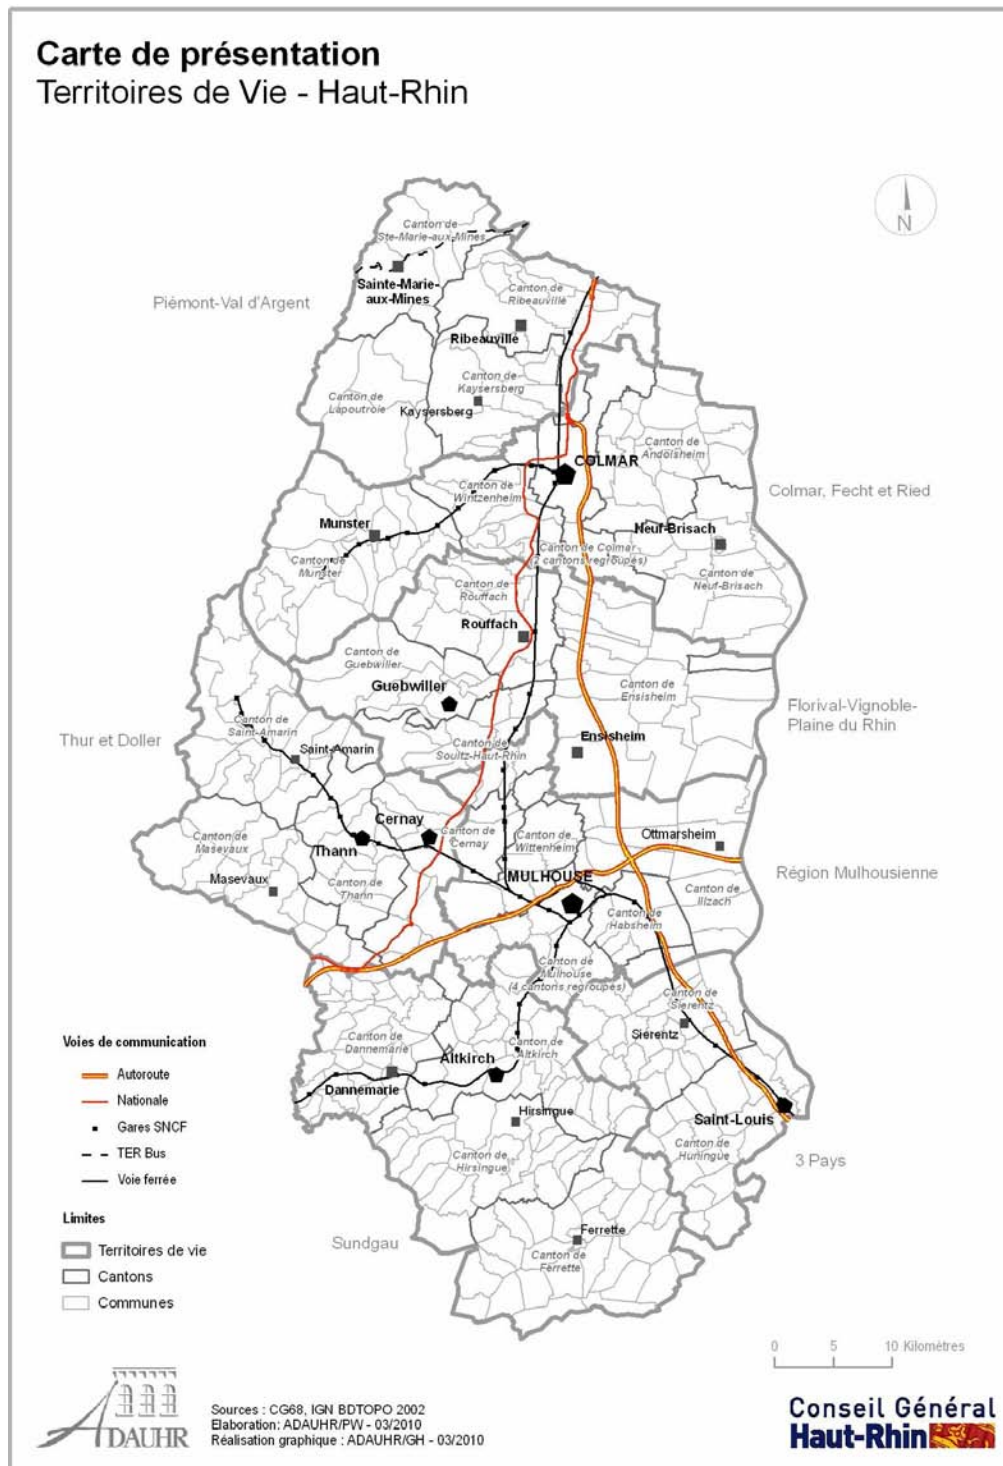 Carte de présentation
Territoires de Vie - Haut-Rhin
N
Canton de
Ste-Marie-aux-Mines
Sainte-Marie-
aux-Mines
Piémont-Val d'Argent
Canton de
Ribeauvillé
Ribeauville
Canton de
Kaysersberg
Canton de
Lapoutroie
Kaysersberg
Canton de
Andolsheim
COLMAR
Canton de
Wintzenheim
Colmar, Fecht et Ried
Munster
Neuf-Brisach
Canton de
Munster
Canton de Colmar
(2 cantons regroupés)
Canton de
Neuf-Brisach
Canton de
Rouffach
Rouffach
Canton de
Guebwiller
Guebwiller
Canton de
Ensisheim
Florival-Vignoble-
Plaine du Rhin
Canton de
Saint-Amarin
Thur et Doller
Saint-Amarin
Canton de
Soultz-Haut-Rhin
Ensisheim
Cernay
Canton de
Cernay
Canton de
Wittenheim
Ottmarsheim
Canton de
Masevaux
Thann
Masevaux
Canton de
Thann
MULHOUSE
Région Mulhousienne
Canton de
Illzach
Canton de
Habsheim
Canton de
Mulhouse
(4 cantons regroupés)
Canton de
Sierentz
Sierentz
Canton de
Dannemarie
Altkirch
Canton de
Altkirch
Dannemarie
Hirsingue
Saint-Louis
Canton de
Huningue
3 Pays
Canton de
Hirsingue
Sundgau
Ferrette
Canton de
Ferrette
Voies de communication
Autoroute
Nationale
Gares SNCF
TER Bus
Voie ferrée
Limites
Territoires de vie
Cantons
Communes
0 5 10 Kilomètres
ADAUHR
Sources : CG68, IGN BDTOPO 2002
Elaboration: ADAUHR/PW - 03/2010
Réalisation graphique : ADAUHR/GH - 03/2010
Conseil Général
Haut-Rhin